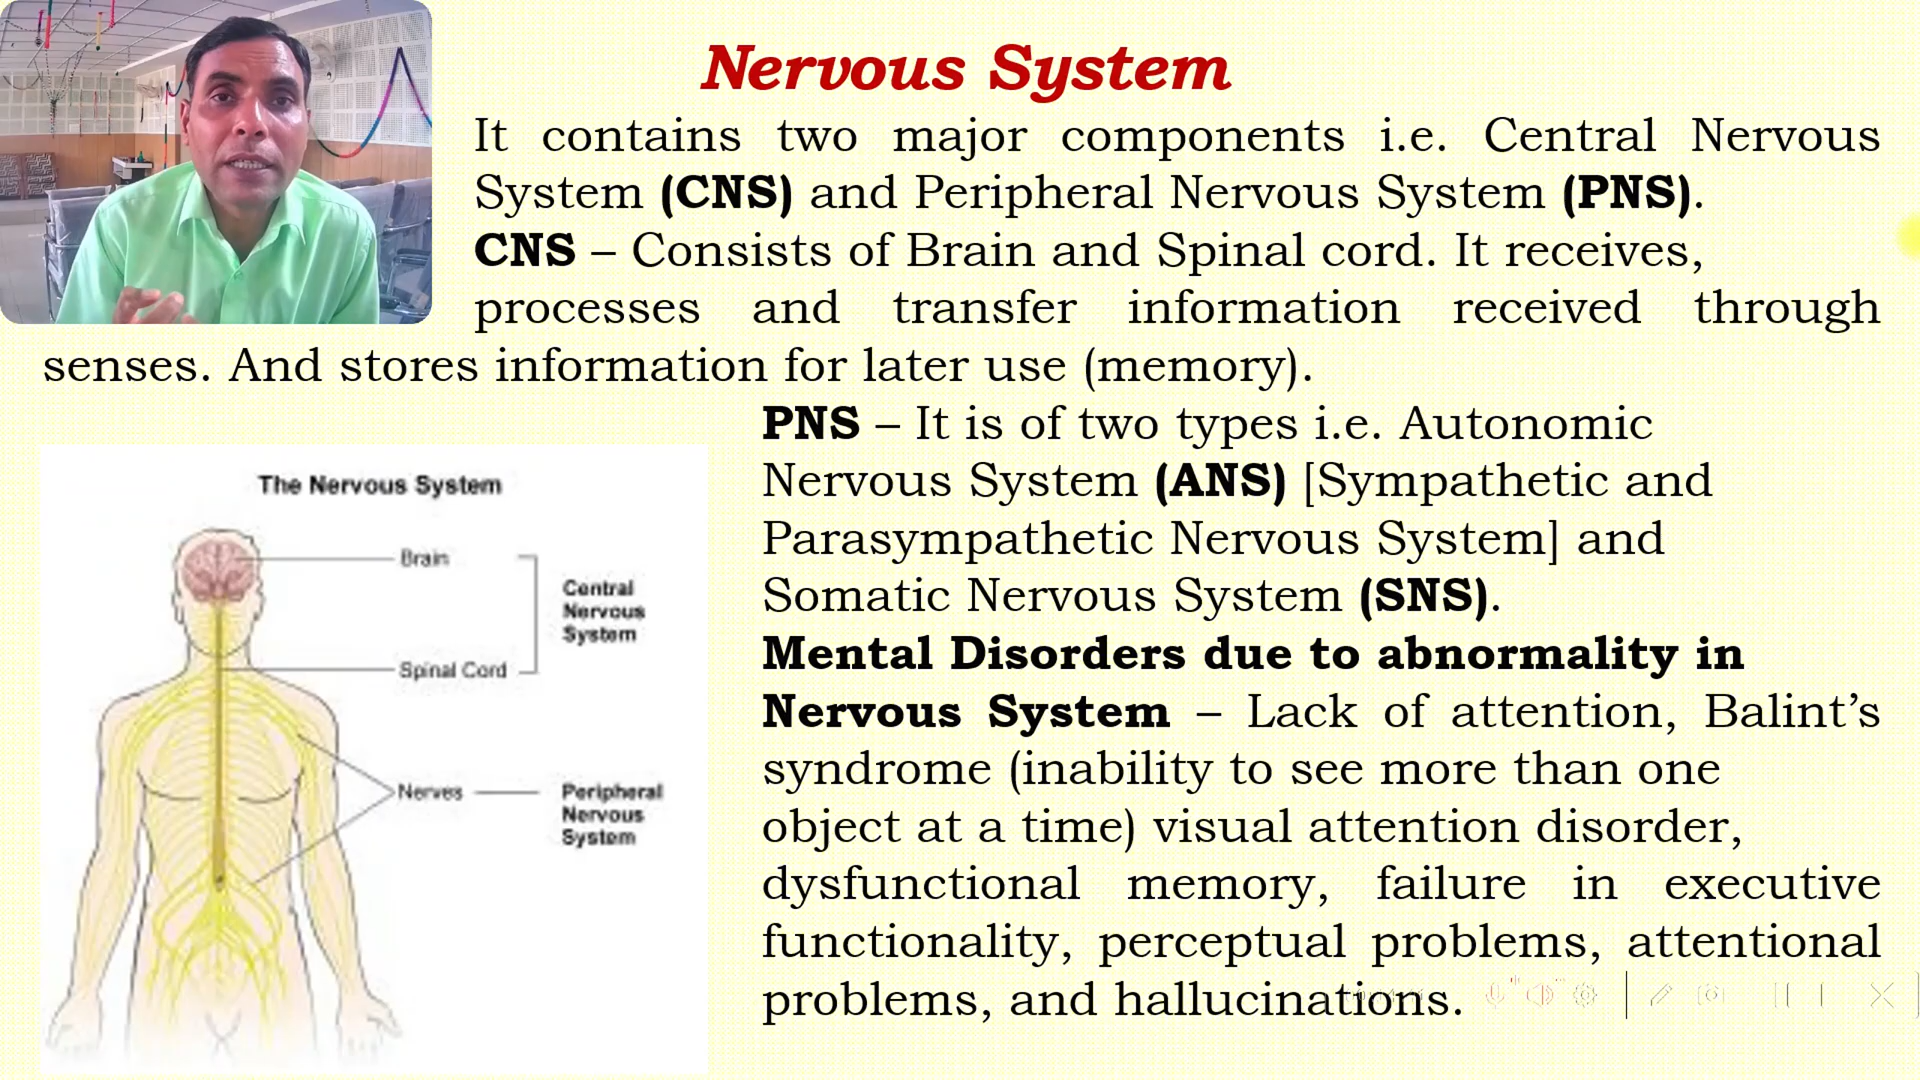 Nervous System
It contains two major components i.e. Central Nervous
System (CNS) and Peripheral Nervous System (PNS).
CNS – Consists of Brain and Spinal cord. It receives,
processes and transfer information received through
senses. And stores information for later use (memory).
PNS – It is of two types i.e. Autonomic
Nervous System (ANS) [Sympathetic and
Parasympathetic Nervous System] and
Somatic Nervous System (SNS).
Mental Disorders due to abnormality in
Nervous System – Lack of attention, Balint’s
syndrome (inability to see more than one
object at a time) visual attention disorder,
dysfunctional memory, failure in executive
functionality, perceptual problems, attentional
problems, and hallucinations.
The Nervous System
Brain
Central
Nervous
System
Spinal Cord
Nerves
Peripheral
Nervous
System